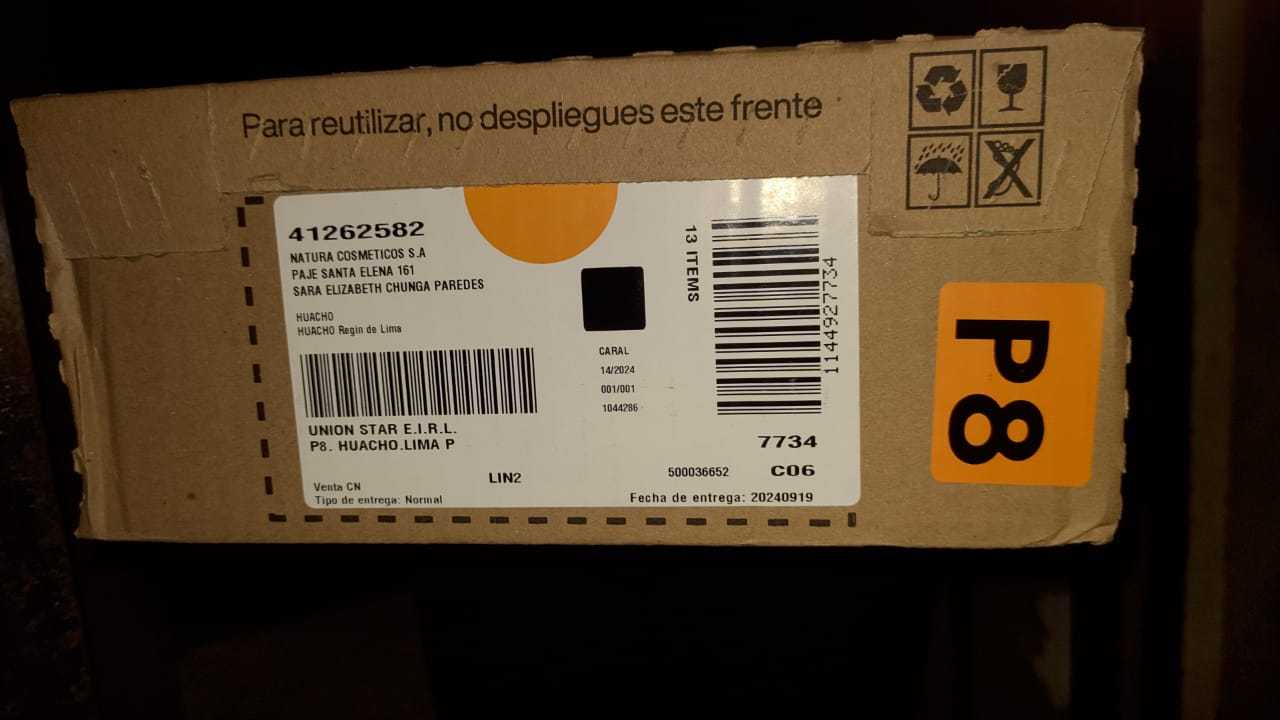 Para reutilizar, no despliegues este frente
41262582
NATURA COSMETICOS S.A
PAJE SANTA ELENA 161
SARA ELIZABETH CHUNGA PAREDES
HUACHO
HUACHO Regin de Lima
13 ITEMS
1144927734
CARAL
14/2024
001/001
1044286
UNION STAR E.I.R.L.
P8. HUACHO.LIMA P
7734
LIN2
500036652
C06
Venta CN
Tipo de entrega: Normal
Fecha de entrega: 20240919
P8